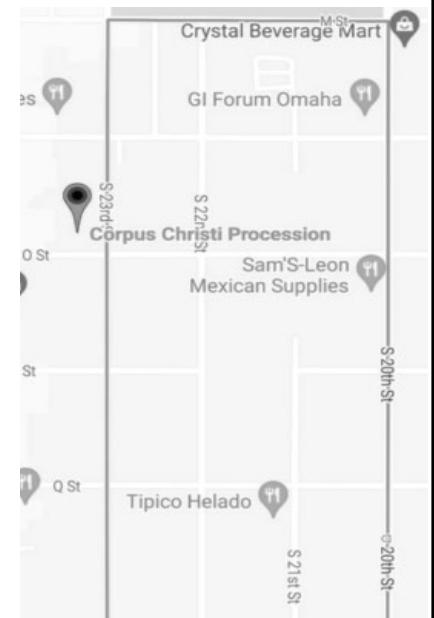 M St
Crystal Beverage Mart
es
GI Forum Omaha
S 23rd
S 22nd St
Corpus Christi Procession
O St
Sam'S-Leon
Mexican Supplies
St
S 20th St
Q St
Tipico Helado
S 21st St
20th St